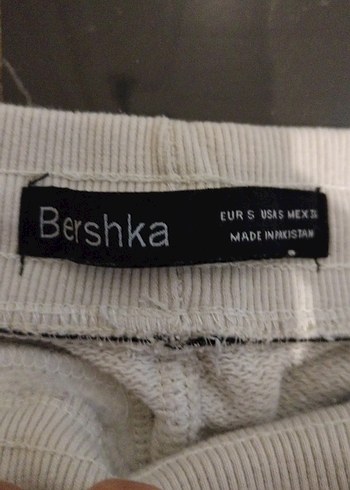 Bershka
EUR S USA S MEX 26
MADE IN PAKISTAN